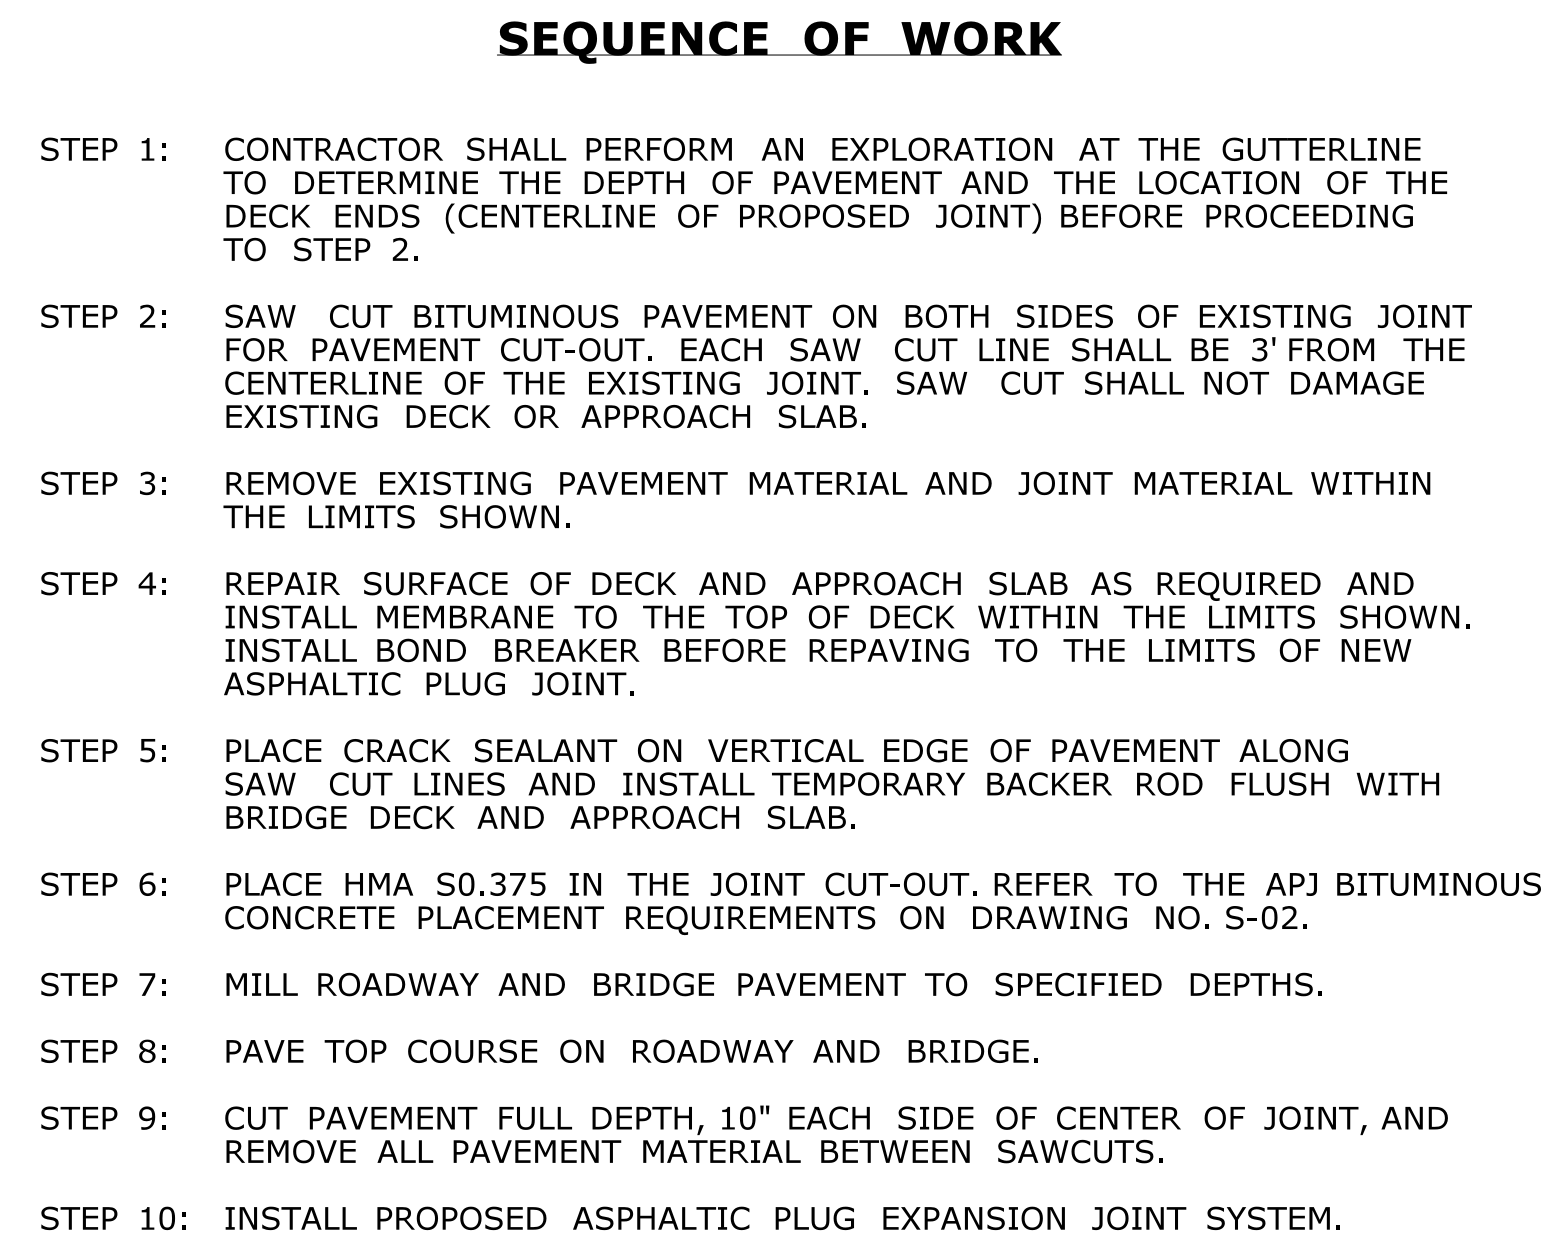 SEQUENCE OF WORK
STEP 1: CONTRACTOR SHALL PERFORM AN EXPLORATION AT THE GUTTERLINE
TO DETERMINE THE DEPTH OF PAVEMENT AND THE LOCATION OF THE
DECK ENDS (CENTERLINE OF PROPOSED JOINT) BEFORE PROCEEDING
TO STEP 2.
STEP 2: SAW CUT BITUMINOUS PAVEMENT ON BOTH SIDES OF EXISTING JOINT
FOR PAVEMENT CUT-OUT. EACH SAW CUT LINE SHALL BE 3' FROM THE
CENTERLINE OF THE EXISTING JOINT. SAW CUT SHALL NOT DAMAGE
EXISTING DECK OR APPROACH SLAB.
STEP 3: REMOVE EXISTING PAVEMENT MATERIAL AND JOINT MATERIAL WITHIN
THE LIMITS SHOWN.
STEP 4: REPAIR SURFACE OF DECK AND APPROACH SLAB AS REQUIRED AND
INSTALL MEMBRANE TO THE TOP OF DECK WITHIN THE LIMITS SHOWN.
INSTALL BOND BREAKER BEFORE REPAVING TO THE LIMITS OF NEW
ASPHALTIC PLUG JOINT.
STEP 5: PLACE CRACK SEALANT ON VERTICAL EDGE OF PAVEMENT ALONG
SAW CUT LINES AND INSTALL TEMPORARY BACKER ROD FLUSH WITH
BRIDGE DECK AND APPROACH SLAB.
STEP 6: PLACE HMA S0.375 IN THE JOINT CUT-OUT. REFER TO THE APJ BITUMINOUS
CONCRETE PLACEMENT REQUIREMENTS ON DRAWING NO. S-02.
STEP 7: MILL ROADWAY AND BRIDGE PAVEMENT TO SPECIFIED DEPTHS.
STEP 8: PAVE TOP COURSE ON ROADWAY AND BRIDGE.
STEP 9: CUT PAVEMENT FULL DEPTH, 10" EACH SIDE OF CENTER OF JOINT, AND
REMOVE ALL PAVEMENT MATERIAL BETWEEN SAWCUTS.
STEP 10: INSTALL PROPOSED ASPHALTIC PLUG EXPANSION JOINT SYSTEM.